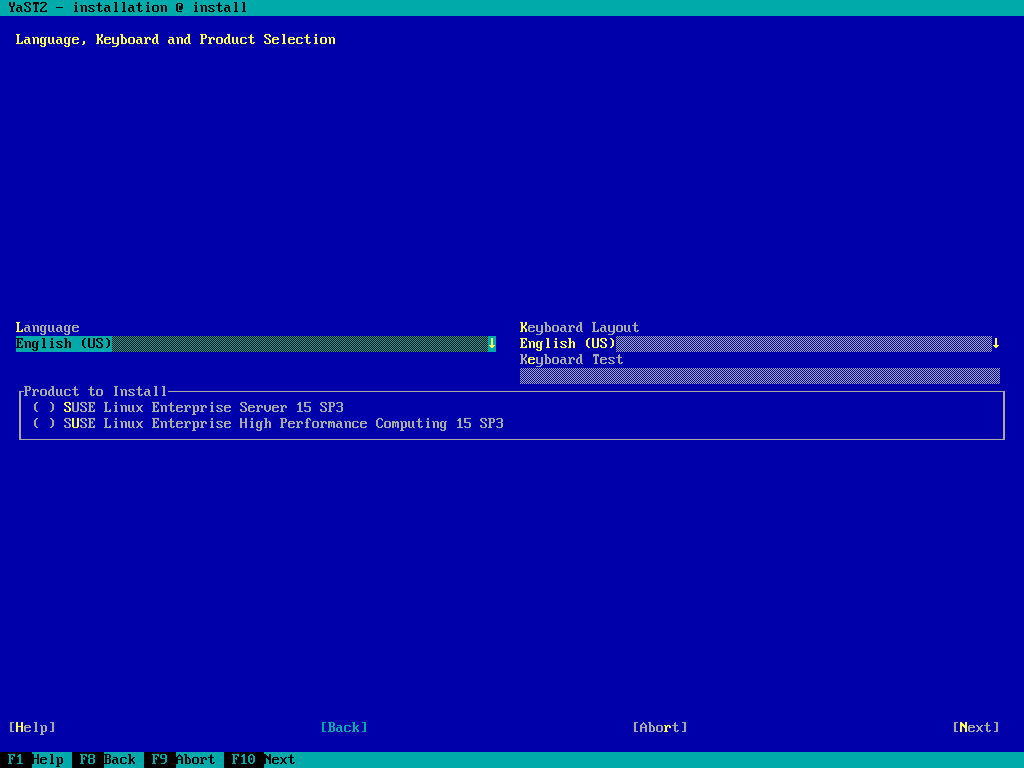 YaST2 - installation @ install
Language, Keyboard and Product Selection
Language
English (US)↓
Keyboard Layout
English (US)↓
Keyboard Test
Product to Install
( ) SUSE Linux Enterprise Server 15 SP3
( ) SUSE Linux Enterprise High Performance Computing 15 SP3
[Help] [Back] [Abort] [Next]
F1 Help F8 Back F9 Abort F10 Next